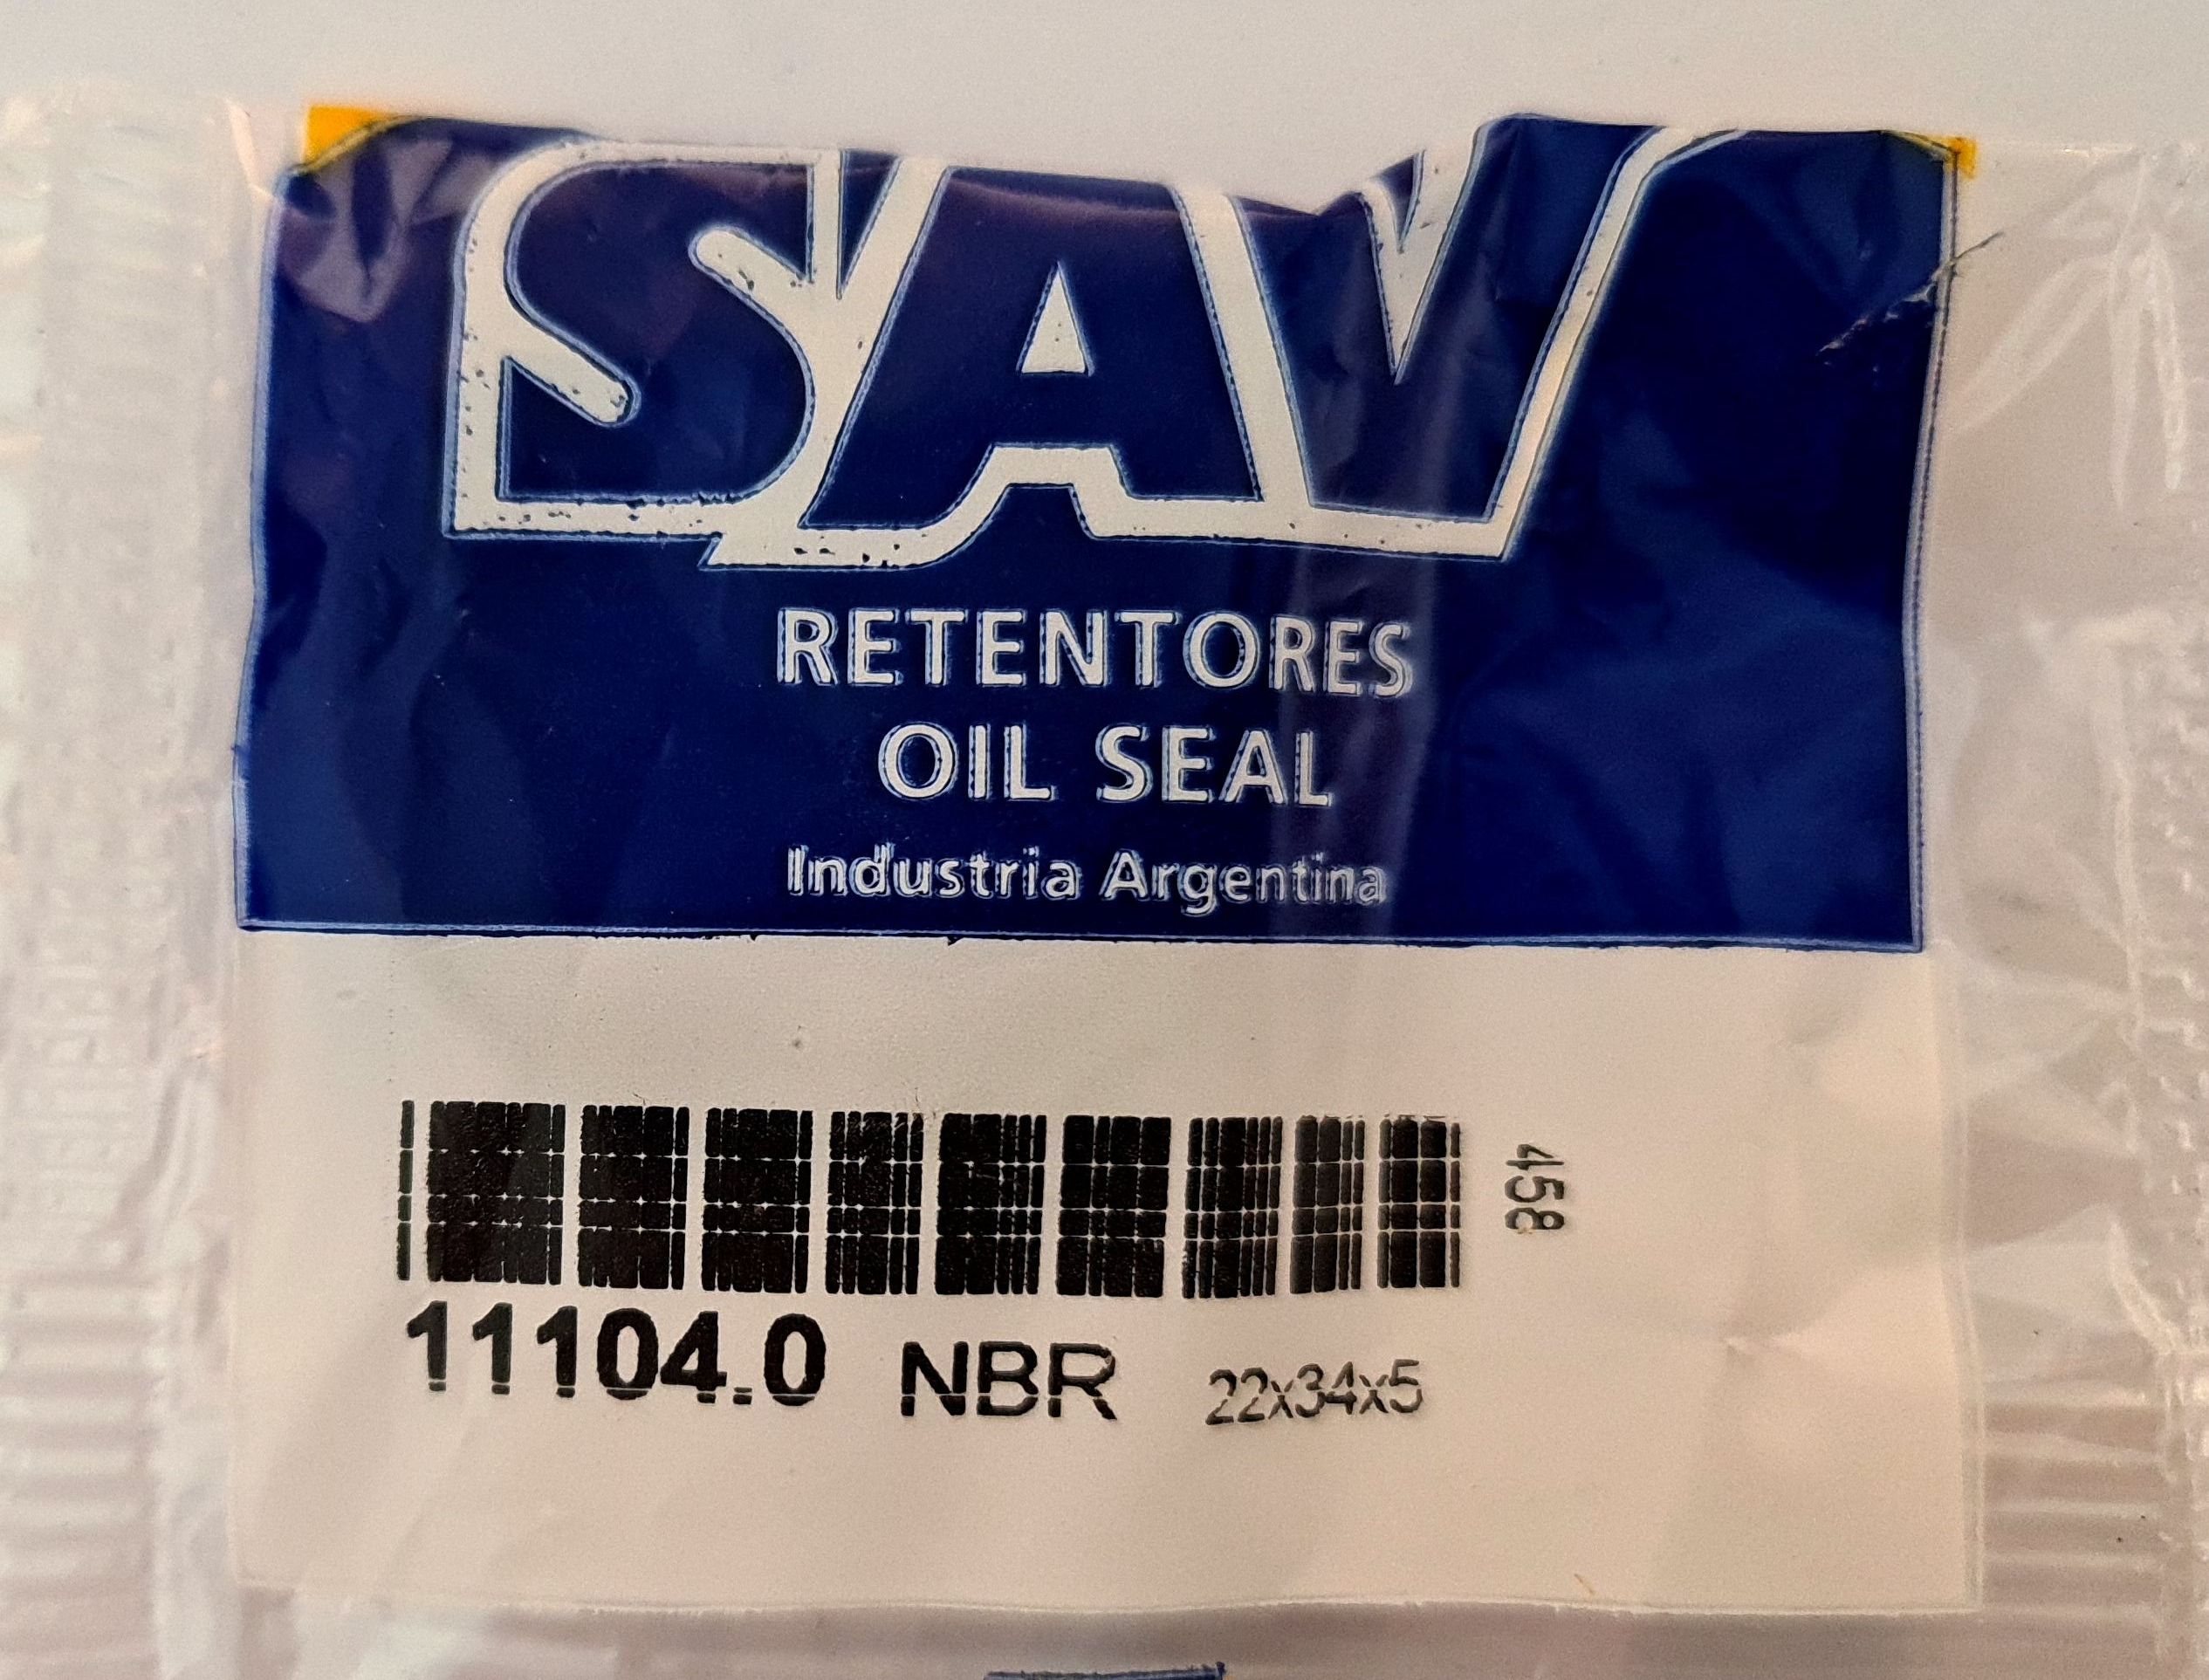 SAV
RETENTORES
OIL SEAL
Industria Argentina
458
11104.0 NBR 22x34x5